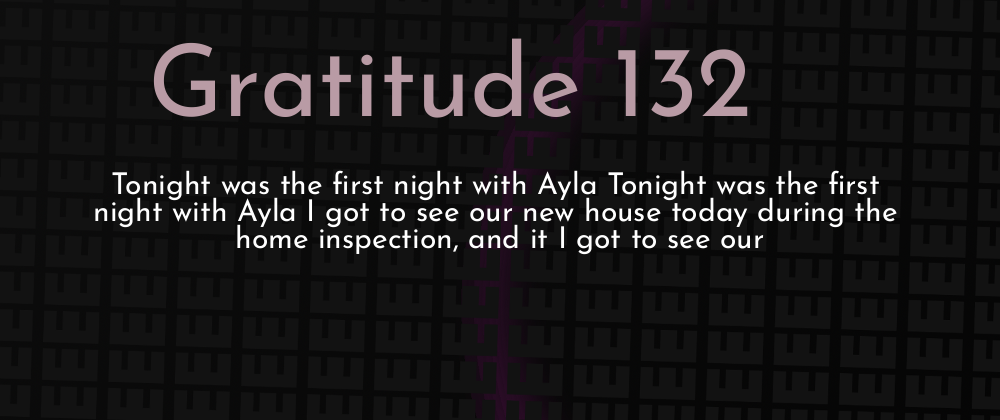 Gratitude 132
Tonight was the first night with Ayla Tonight was the first
night with Ayla I got to see our new house today during the
home inspection, and it I got to see our